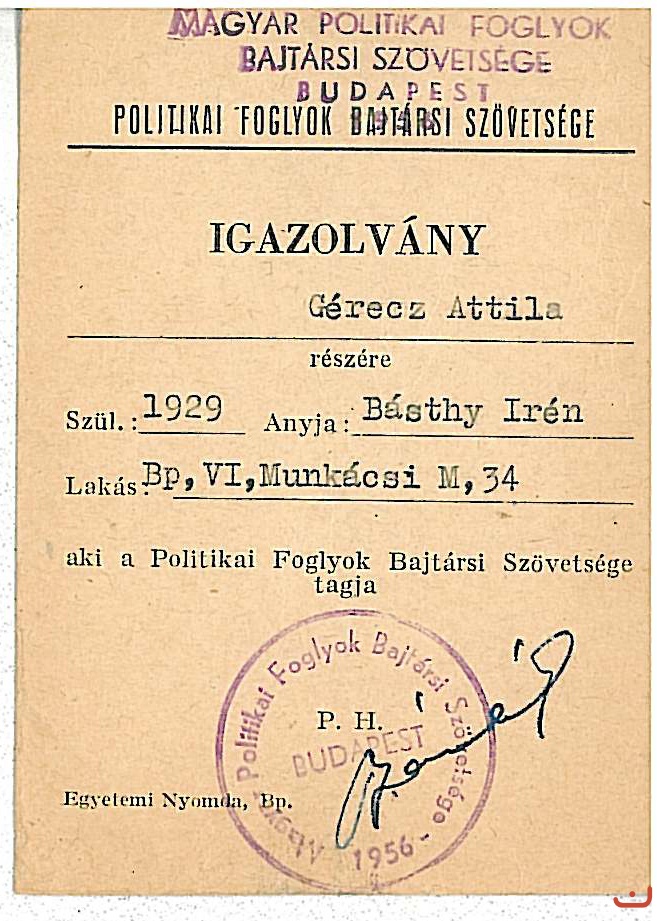 MAGYAR POLITIKAI FOGLYOK
BAJTÁRSI SZÖVETSÉGE
BUDAPEST
POLITIKAI FOGLYOK BAJTÁRSI SZÖVETSÉGE
IGAZOLVÁNY
Gérecz Attila
részére
Szül.: 1929 Anyja: Básthy Irén
Lakás: Bp, VI, Munkácsi M, 34
aki a Politikai Foglyok Bajtársi Szövetsége
tagja
Magyar Politikai Foglyok Bajtársi Szövetsége
P. H.
BUDAPEST
1956
Egyetemi Nyomda, Bp.